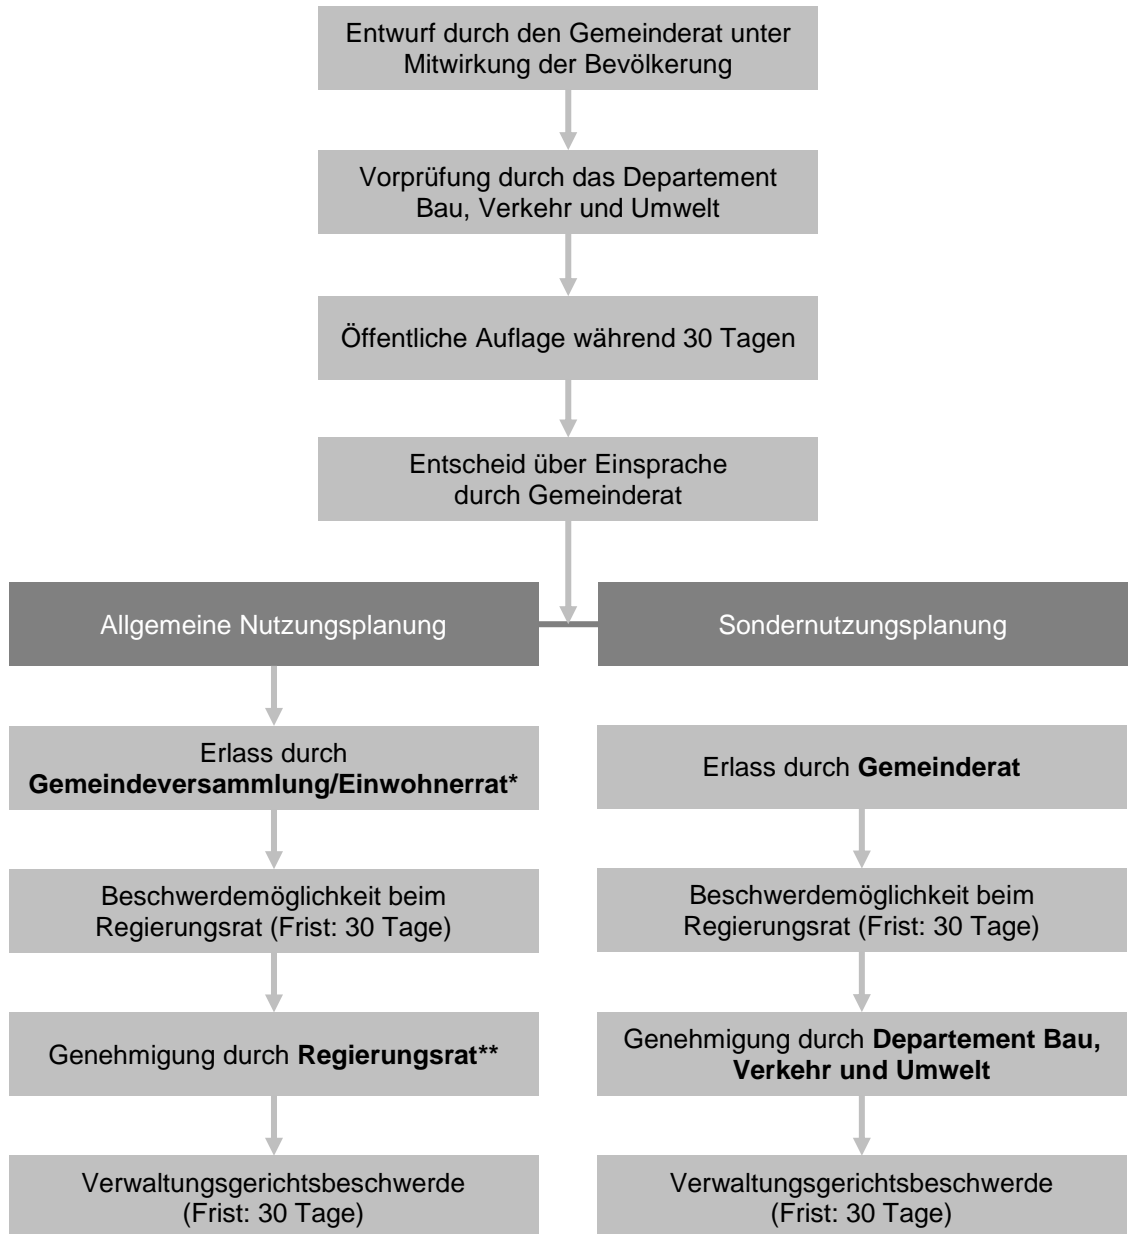 Entwurf durch den Gemeinderat unter
Mitwirkung der Bevölkerung
Vorprüfung durch das Departement
Bau, Verkehr und Umwelt
Öffentliche Auflage während 30 Tagen
Entscheid über Einsprache
durch Gemeinderat
Allgemeine Nutzungsplanung
Erlass durch
Gemeindeversammlung/Einwohnerrat*
Beschwerdemöglichkeit beim
Regierungsrat (Frist: 30 Tage)
Genehmigung durch Regierungsrat**
Verwaltungsgerichtsbeschwerde
(Frist: 30 Tage)
Sondernutzungsplanung
Erlass durch Gemeinderat
Beschwerdemöglichkeit beim
Regierungsrat (Frist: 30 Tage)
Genehmigung durch Departement Bau,
Verkehr und Umwelt
Verwaltungsgerichtsbeschwerde
(Frist: 30 Tage)